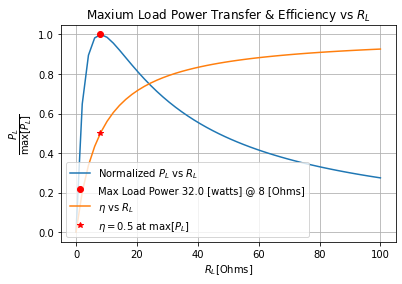 Maxium Load Power Transfer & Efficiency vs R_L
P_L
max[P_L]
1.0
0.8
0.6
0.4
0.2
0.0
Normalized P_L vs R_L
Max Load Power 32.0 [watts] @ 8 [Ohms]
η vs R_L
η = 0.5 at max[P_L]
0
20
40
60
80
100
R_L[Ohms]